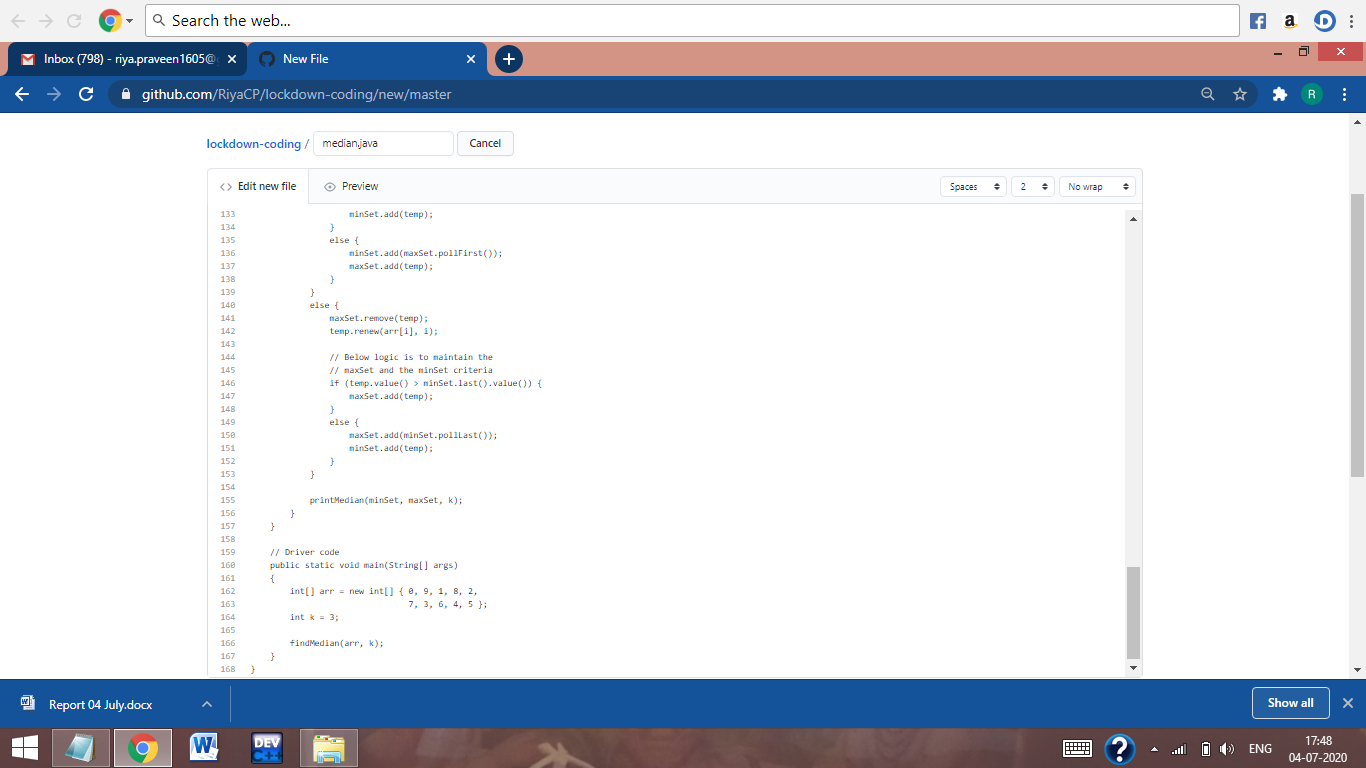 Search the web...
Inbox (798) - riya.praveen1605@
New File
github.com/RiyaCP/lockdown-coding/new/master
R
lockdown-coding / median.java Cancel
<> Edit new file Preview Spaces 2 No wrap
133 minSet.add(temp);
134 }
135 else {
136 minSet.add(maxSet.pollFirst());
137 maxSet.add(temp);
138 }
139 }
140 else {
141 maxSet.remove(temp);
142 temp.renew(arr[i], i);
143
144 // Below logic is to maintain the
145 // maxSet and the minSet criteria
146 if (temp.value() > minSet.last().value()) {
147 maxSet.add(temp);
148 }
149 else {
150 maxSet.add(minSet.pollLast());
151 minSet.add(temp);
152 }
153 }
154
155 printMedian(minSet, maxSet, k);
156 }
157 }
158
159 // Driver code
160 public static void main(String[] args)
161 {
162 int[] arr = new int[] { 0, 9, 1, 8, 2,
163 7, 3, 6, 4, 5 };
164 int k = 3;
165
166 findMedian(arr, k);
167 }
168 }
Report 04 July.docx
Show all
DEV C++
ENG
17:48
04-07-2020